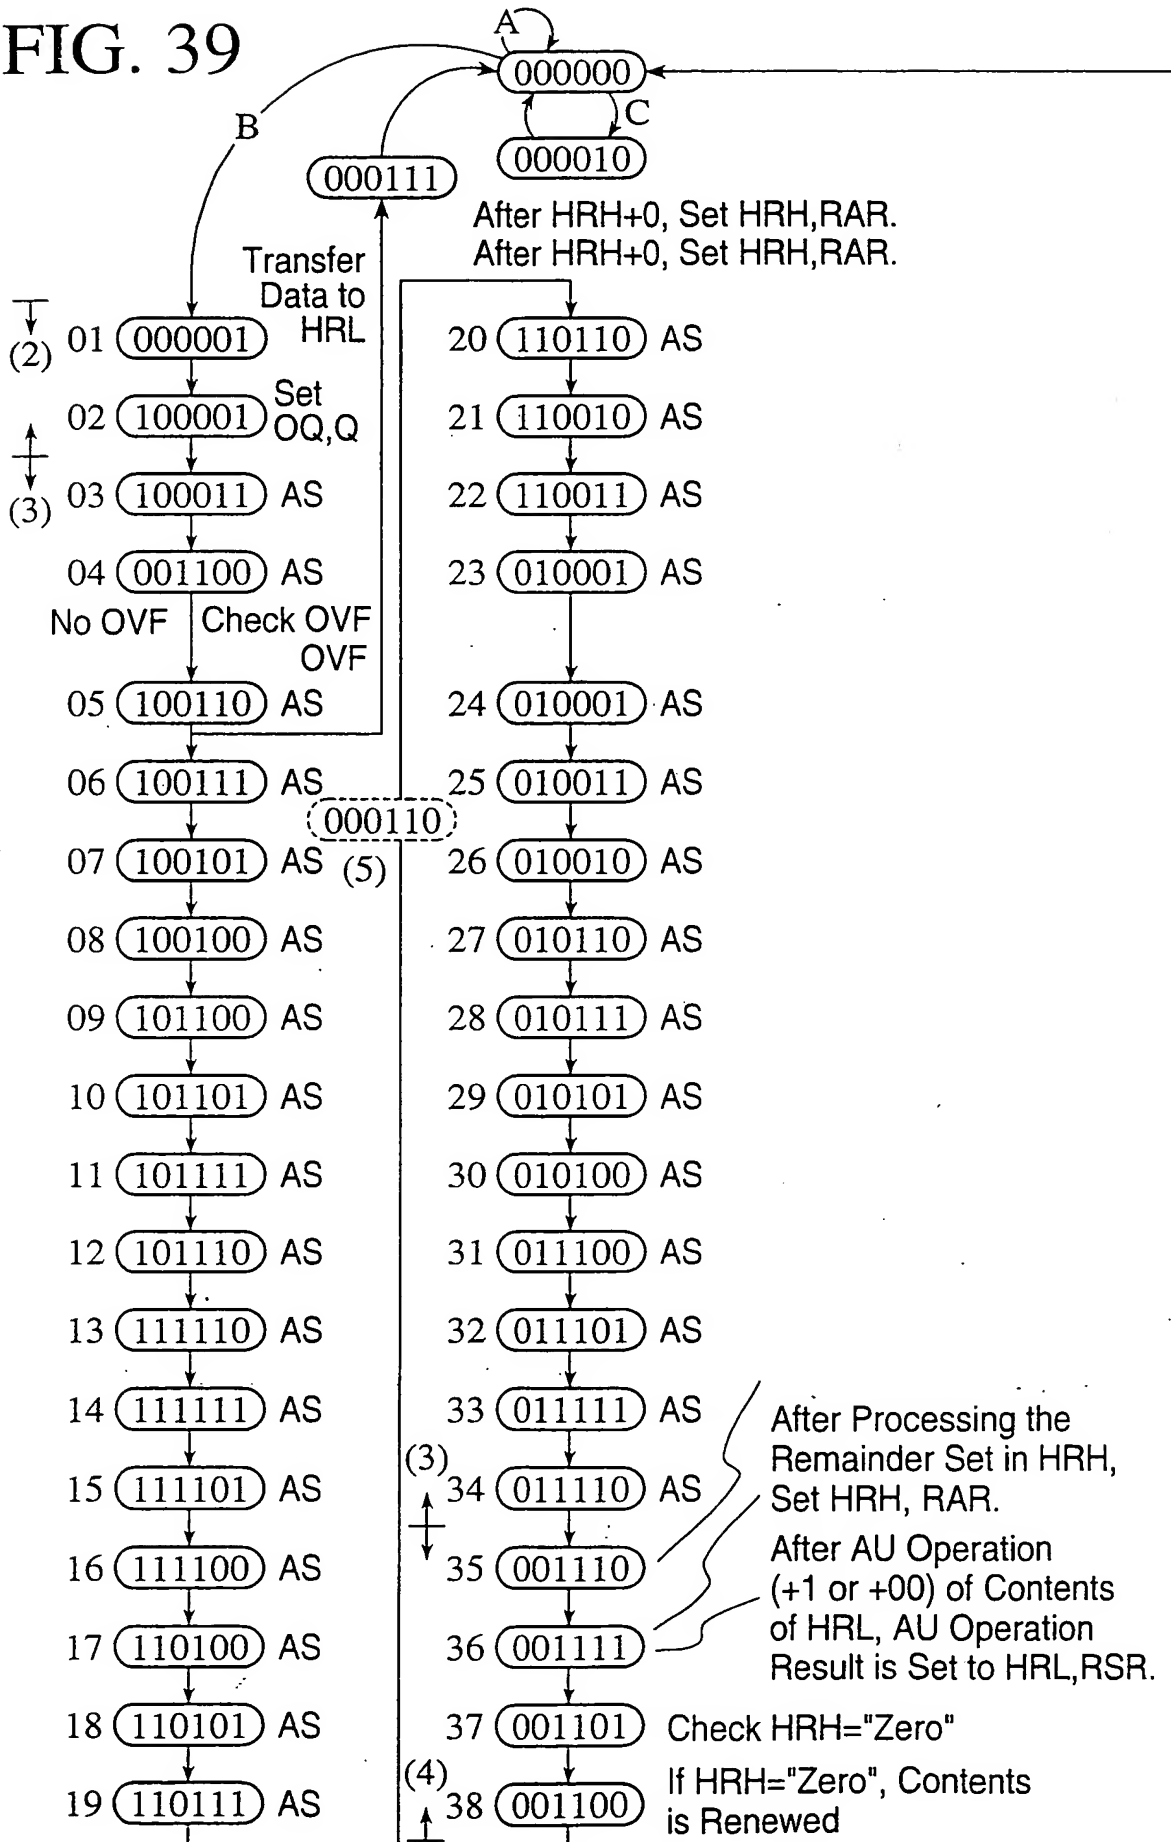 FIG. 39
A
000000
B
C
000010
000111
After HRH+0, Set HRH,RAR.
After HRH+0, Set HRH,RAR.
Transfer
Data to
HRL
(2)
01 000001
02 100001 Set
OQ,Q
(3)
03 100011 AS
04 001100 AS
No OVF Check OVF
OVF
05 100110 AS
06 100111 AS
000110
(5)
07 100101 AS
08 100100 AS
09 101100 AS
10 101101 AS
11 101111 AS
12 101110 AS
13 111110 AS
14 111111 AS
15 111101 AS
16 111100 AS
17 110100 AS
18 110101 AS
19 110111 AS
20 110110 AS
21 110010 AS
22 110011 AS
23 010001 AS
24 010001 AS
25 010011 AS
26 010010 AS
27 010110 AS
28 010111 AS
29 010101 AS
30 010100 AS
31 011100 AS
32 011101 AS
33 011111 AS
(3)
34 011110 AS
35 001110
After Processing the
Remainder Set in HRH,
Set HRH, RAR.
36 001111
After AU Operation
(+1 or +00) of Contents
of HRL, AU Operation
Result is Set to HRL,RSR.
37 001101 Check HRH="Zero"
(4)
38 001100 If HRH="Zero", Contents
is Renewed